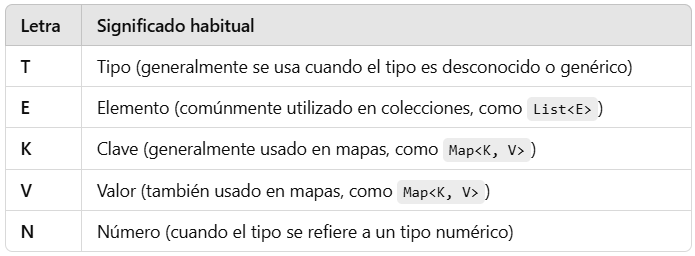 Letra Significado habitual
T Tipo (generalmente se usa cuando el tipo es desconocido o genérico)
E Elemento (comúnmente utilizado en colecciones, como List<E>)
K Clave (generalmente usado en mapas, como Map<K, V>)
V Valor (también usado en mapas, como Map<K, V>)
N Número (cuando el tipo se refiere a un tipo numérico)